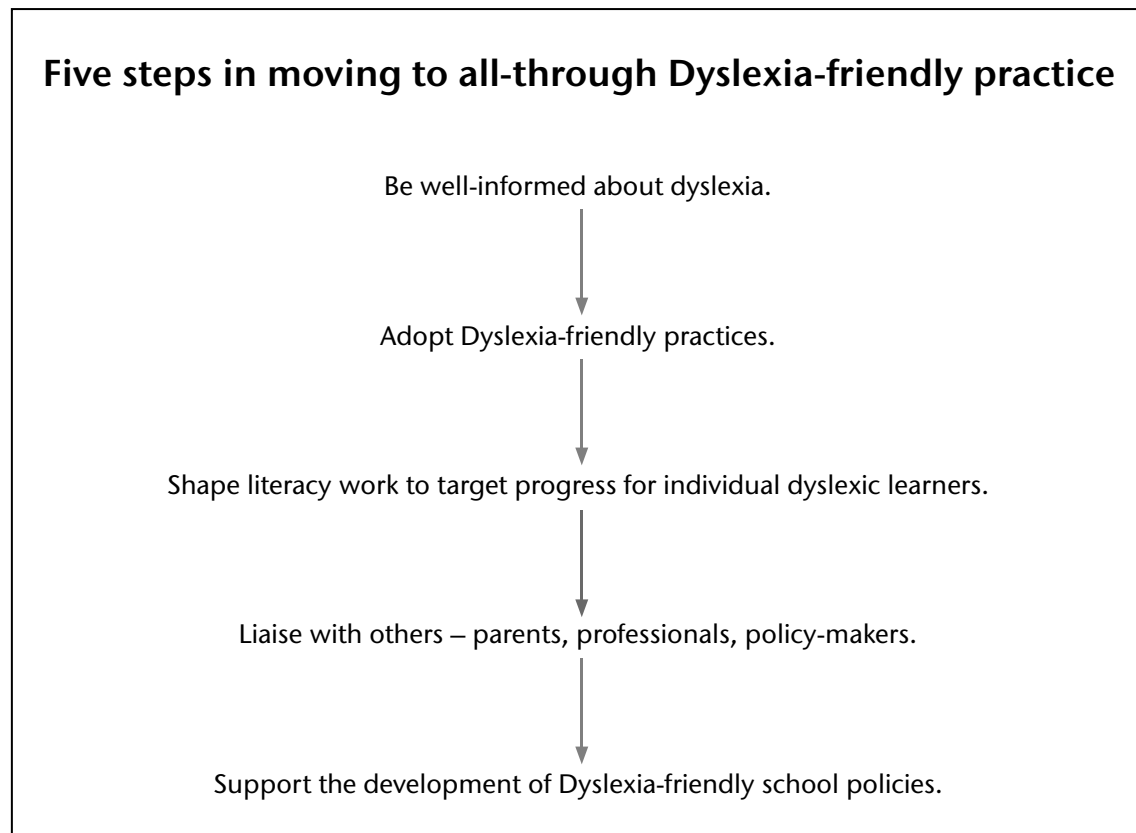 Five steps in moving to all-through Dyslexia-friendly practice
Be well-informed about dyslexia.
Adopt Dyslexia-friendly practices.
Shape literacy work to target progress for individual dyslexic learners.
Liaise with others – parents, professionals, policy-makers.
Support the development of Dyslexia-friendly school policies.